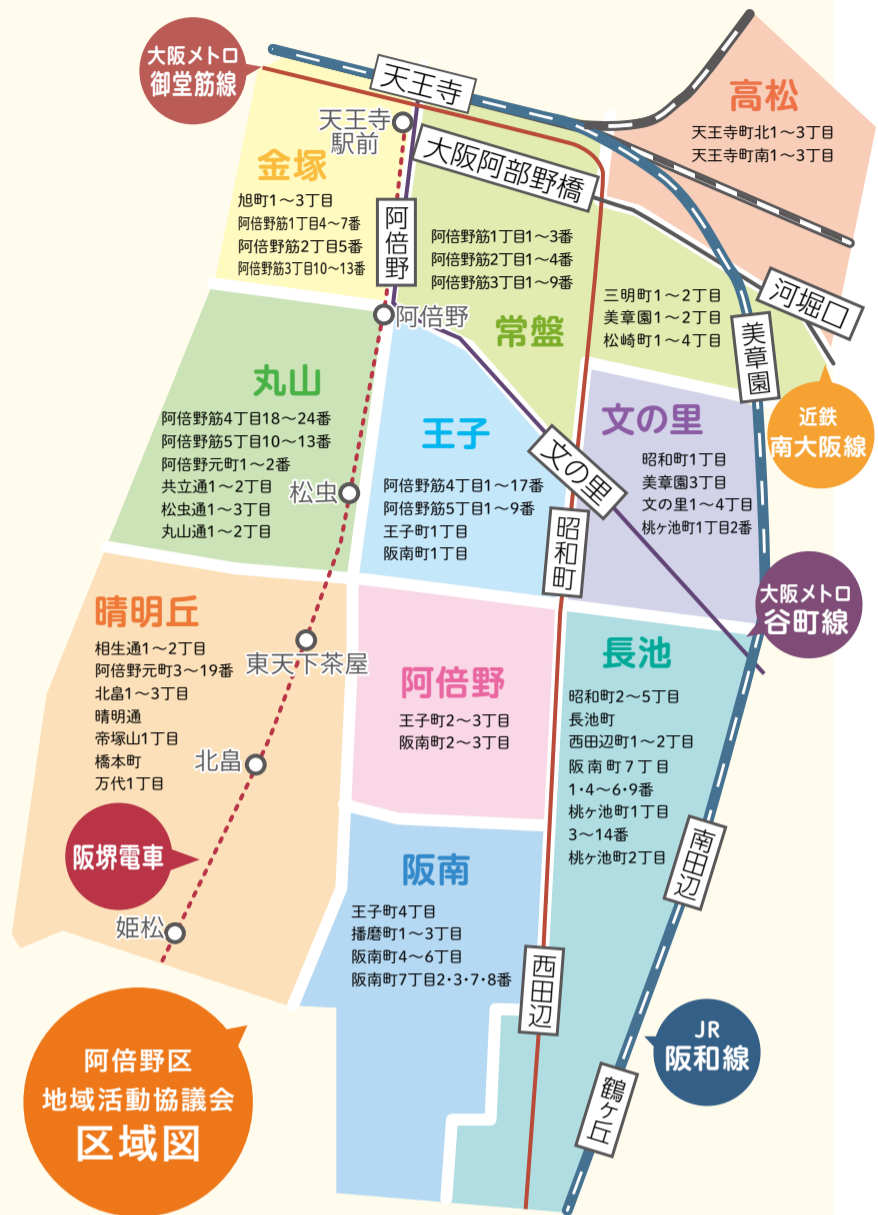 大阪メトロ
御堂筋線
天王寺
天王寺
駅前
大阪阿部野橋
高松
天王寺町北1〜3丁目
天王寺町南1〜3丁目
金塚
旭町1〜3丁目
阿倍野筋1丁目4〜7番
阿倍野筋2丁目5番
阿倍野筋3丁目10〜13番
阿倍野
阿倍野筋1丁目1〜3番
阿倍野筋2丁目1〜4番
阿倍野筋3丁目1〜9番
三明町1〜2丁目
美章園1〜2丁目
松崎町1〜4丁目
常盤
河堀口
美章園
阿倍野
近鉄
南大阪線
丸山
阿倍野筋4丁目18〜24番
阿倍野筋5丁目10〜13番
阿倍野元町1〜2番
共立通1〜2丁目
松虫通1〜3丁目
丸山通1〜2丁目
松虫
王子
阿倍野筋4丁目1〜17番
阿倍野筋5丁目1〜9番
王子町1丁目
阪南町1丁目
文の里
文の里
昭和町1丁目
美章園3丁目
文の里1〜4丁目
桃ヶ池町1丁目2番
昭和町
大阪メトロ
谷町線
晴明丘
相生通1〜2丁目
阿倍野元町3〜19番
北畠1〜3丁目
晴明通
帝塚山1丁目
橋本町
万代1丁目
東天下茶屋
北畠
阪堺電車
姫松
阿倍野
王子町2〜3丁目
阪南町2〜3丁目
長池
昭和町2〜5丁目
長池町
西田辺町1〜2丁目
阪南町7丁目
1・4〜6・9番
桃ヶ池町1丁目
3〜14番
桃ヶ池町2丁目
南田辺
阪南
王子町4丁目
播磨町1〜3丁目
阪南町4〜6丁目
阪南町7丁目2・3・7・8番
西田辺
JR
阪和線
鶴ヶ丘
阿倍野区
地域活動協議会
区域図